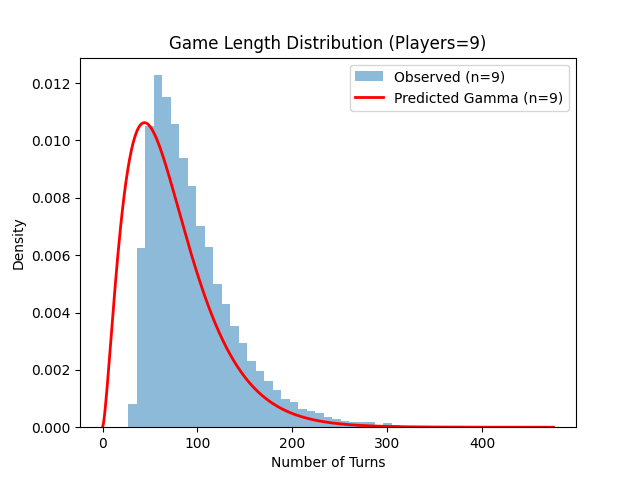 Game Length Distribution (Players=9)
Observed (n=9)
Predicted Gamma (n=9)
0.012
0.010
0.008
0.006
0.004
0.002
0.000
Density
0 100 200 300 400
Number of Turns